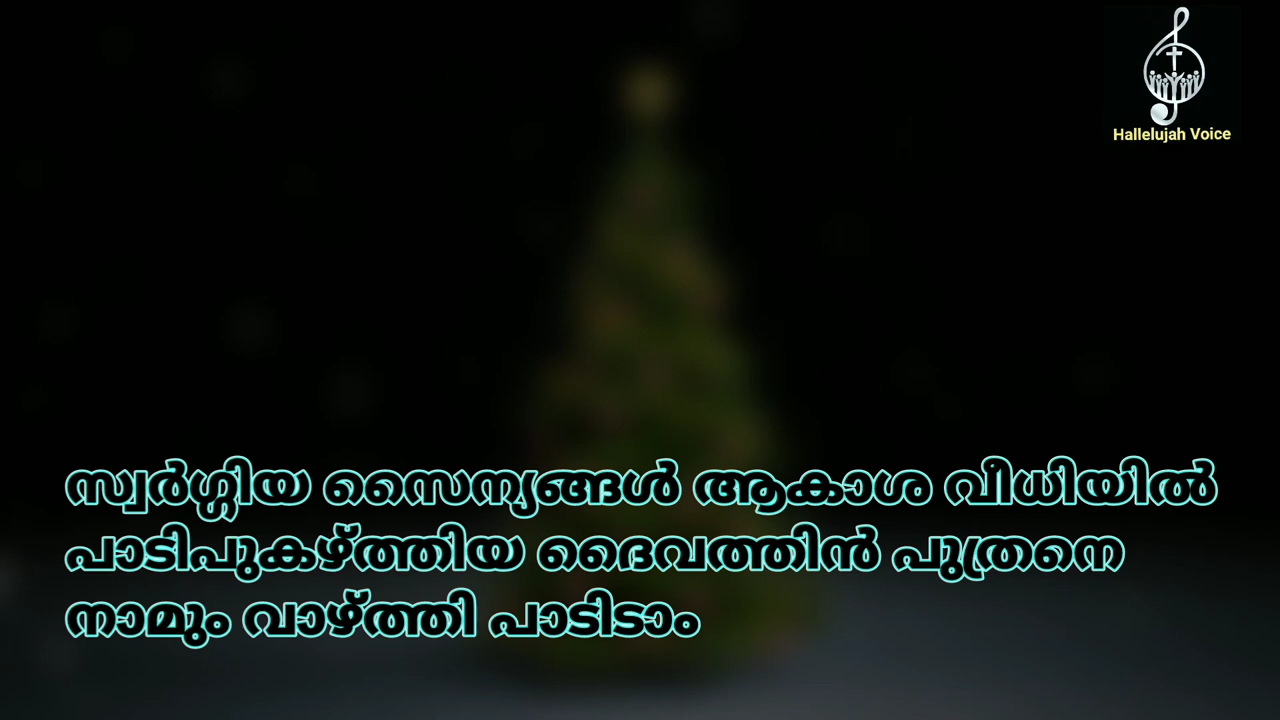 Hallelujah Voice
സ്വർഗ്ഗിയ സൈന്യങ്ങൾ ആകാശ വീധിയിൽ
പാടിപുകഴ്ത്തിയ ദൈവത്തിൻ പുത്രനെ
നാമും വാഴ്ത്തി പാടിടാം